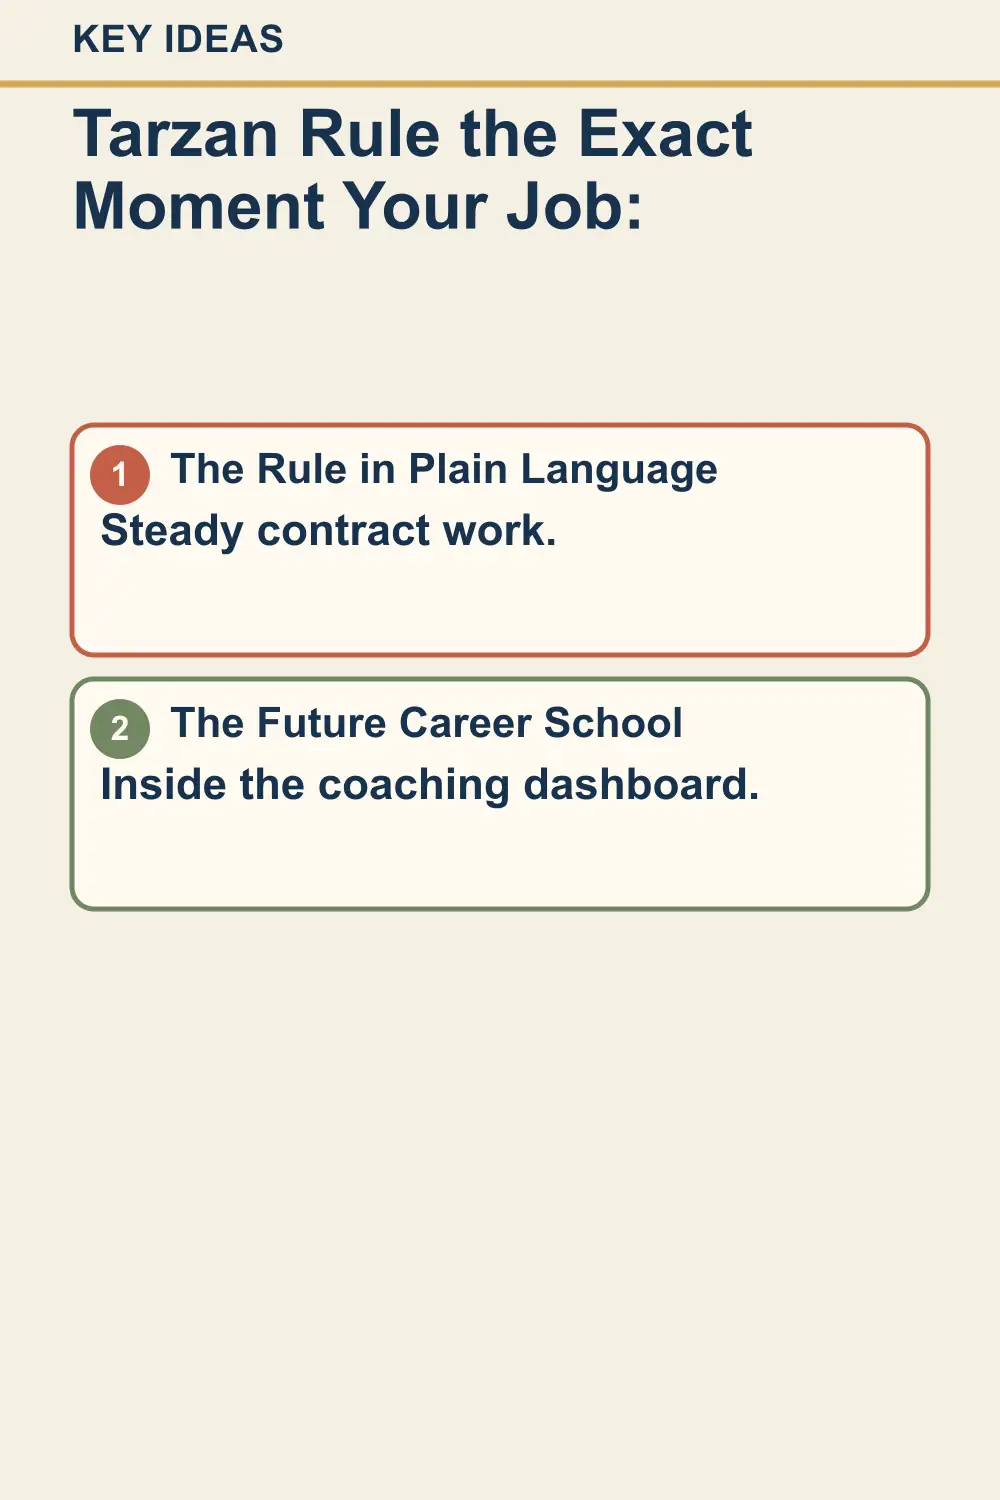 KEY IDEAS
Tarzan Rule the Exact
Moment Your Job:
1 The Rule in Plain Language
Steady contract work.
2 The Future Career School
Inside the coaching dashboard.